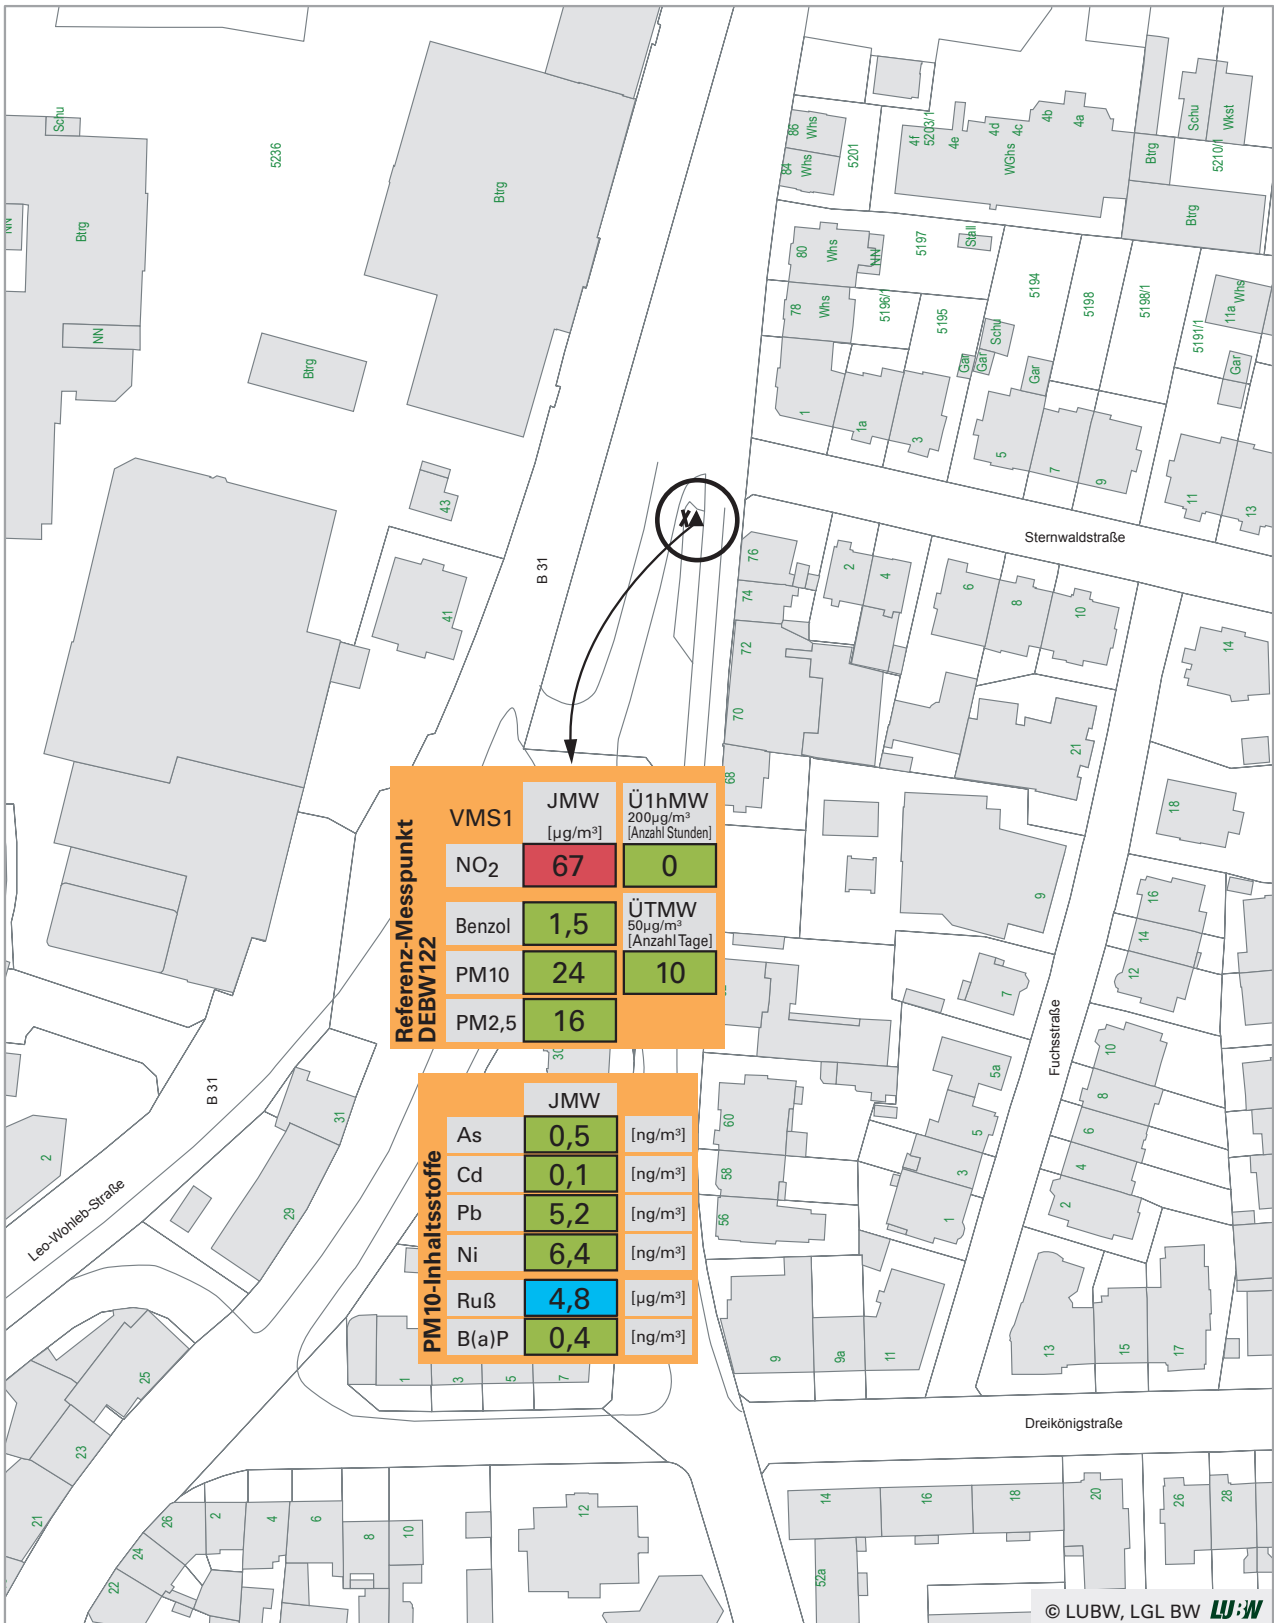 Schu
5236
Btrg
NN
Btrg
NN
Btrg
86
Whs
84
Whs
5201
4f
5203/1
4e
4d
4c
WGhs
4b
4a
Btrg
Schu
Wkst
5210/1
Btrg
80
Whs
NN
5197
Stall
78
Whs
5196/1
5195
5194
5198
5198/1
5191/1
11a
Whs
Schu
Gar
Gar
Gar
Gar
1
1a
3
5
7
9
11
13
43
41
B 31
X
Sternwaldstraße
76
74
72
70
68
2
4
6
8
10
14
21
18
9
16
14
12
7
Referenz-Messpunkt
DEBW122
VMS1
JMW
[µg/m³]
Ü1hMW
200µg/m³
[Anzahl Stunden]
NO2
67
0
Benzol
1,5
ÜTMW
50µg/m³
[Anzahl Tage]
PM10
24
10
PM2,5
16
30
Fuchsstraße
10
8
6
4
2
5a
5
3
1
60
58
56
B 31
31
29
2
Leo-Wohleb-Straße
PM10-Inhaltsstoffe
JMW
As
0,5
[ng/m³]
Cd
0,1
[ng/m³]
Pb
5,2
[ng/m³]
Ni
6,4
[ng/m³]
Ruß
4,8
[µg/m³]
B(a)P
0,4
[ng/m³]
1
3
5
7
9
9a
11
13
15
17
25
23
21
Dreikönigstraße
26
24
22
2
4
6
8
10
12
14
16
18
20
26
28
52a
© LUBW, LGL BW
LUBW